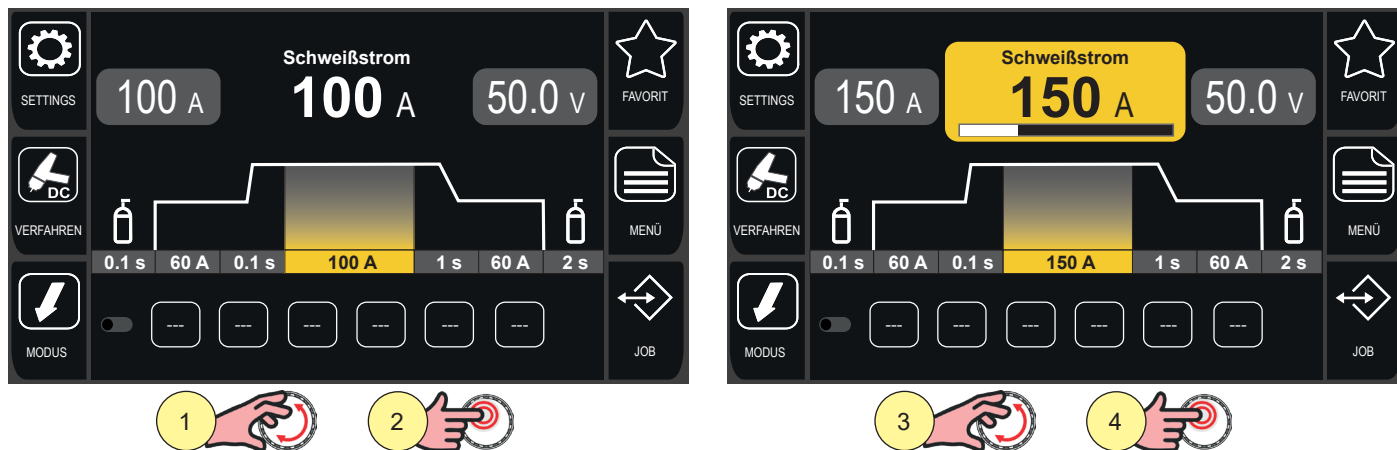 Schweißstrom
100 A
100 A
50.0 V
SETTINGS
FAVORIT
DC
VERFAHREN
MENÜ
0.1 s 60 A 0.1 s 100 A 1 s 60 A 2 s
--- --- --- --- --- ---
MODUS
JOB
1
2
Schweißstrom
150 A
150 A
50.0 V
SETTINGS
FAVORIT
DC
VERFAHREN
MENÜ
0.1 s 60 A 0.1 s 150 A 1 s 60 A 2 s
--- --- --- --- --- ---
MODUS
JOB
3
4